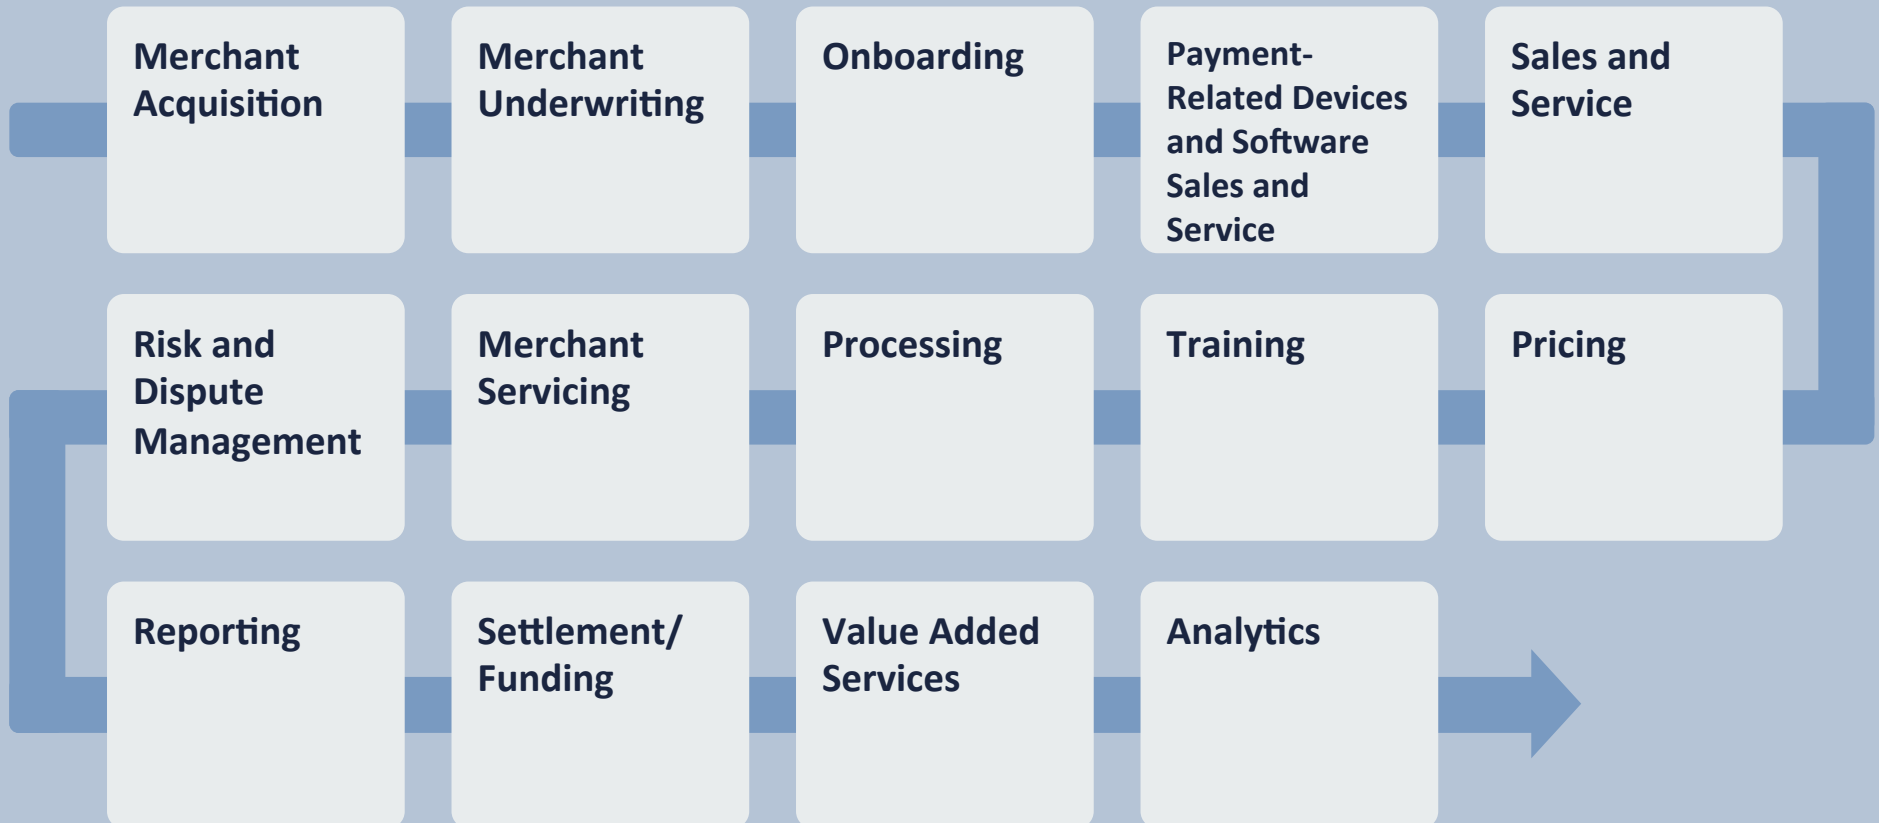 Merchant
Acquisition
Merchant
Underwriting
Onboarding
Payment-
Related Devices
and Software
Sales and
Service
Sales and
Service
Risk and
Dispute
Management
Merchant
Servicing
Processing
Training
Pricing
Reporting
Settlement/
Funding
Value Added
Services
Analytics